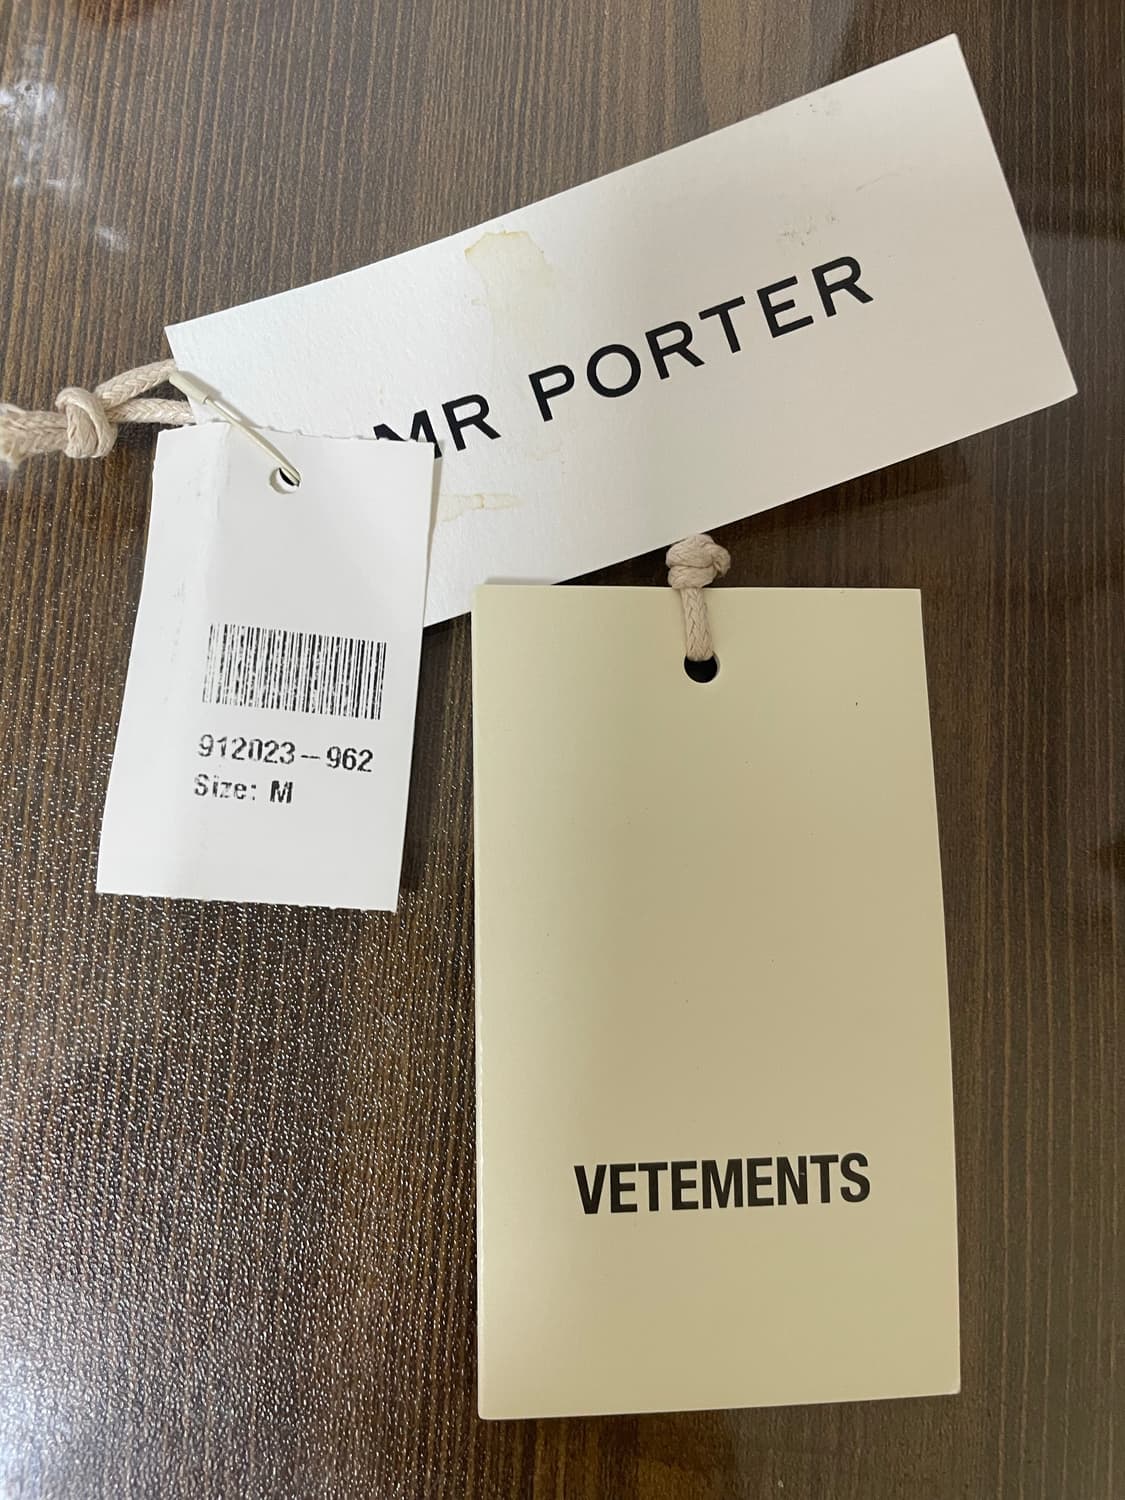 MR PORTER
912023--962
Size: M
VETEMENTS